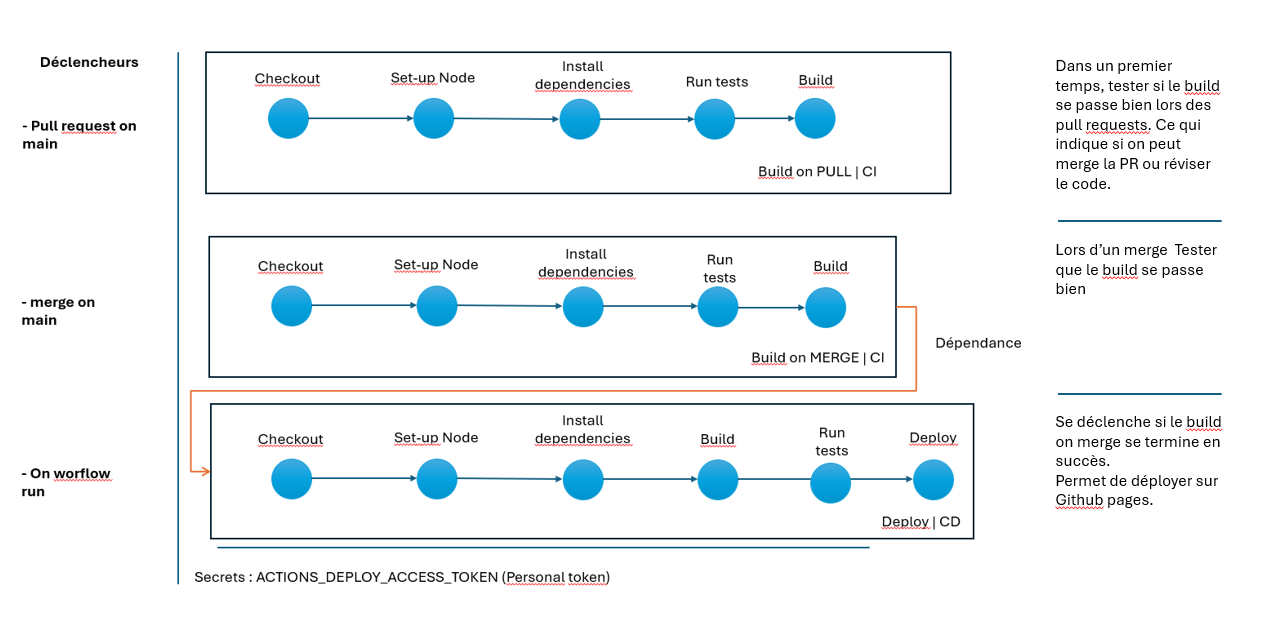 Déclencheurs
- Pull request on
main
Checkout
Set-up Node
Install
dependencies
Run tests
Build
Build on PULL | CI
Dans un premier
temps, tester si le build
se passe bien lors des
pull requests. Ce qui
indique si on peut
merge la PR ou réviser
le code.
- merge on
main
Checkout
Set-up Node
Install
dependencies
Run
tests
Build
Build on MERGE | CI
Dépendance
Lors d’un merge  Tester
que le build se passe
bien
- On worflow
run
Checkout
Set-up Node
Install
dependencies
Build
Run
tests
Deploy
Deploy | CD
Se déclenche si le build
on merge se termine en
succès.
Permet de déployer sur
Github pages.
Secrets : ACTIONS_DEPLOY_ACCESS_TOKEN (Personal token)